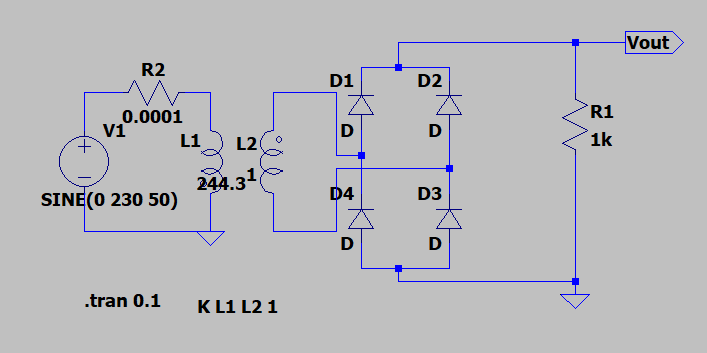 Vout
R2
0.0001
V1
SINE(0 230 50)
L1
244.3
L2
1
D1
D
D2
D
D4
D
D3
D
R1
1k
.tran 0.1
K L1 L2 1